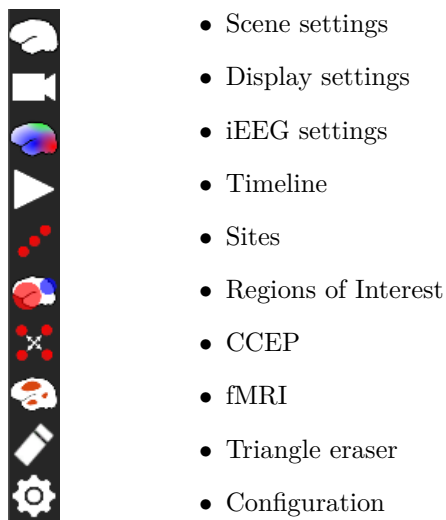 • Scene settings
• Display settings
• iEEG settings
• Timeline
• Sites
• Regions of Interest
• CCEP
• fMRI
• Triangle eraser
• Configuration